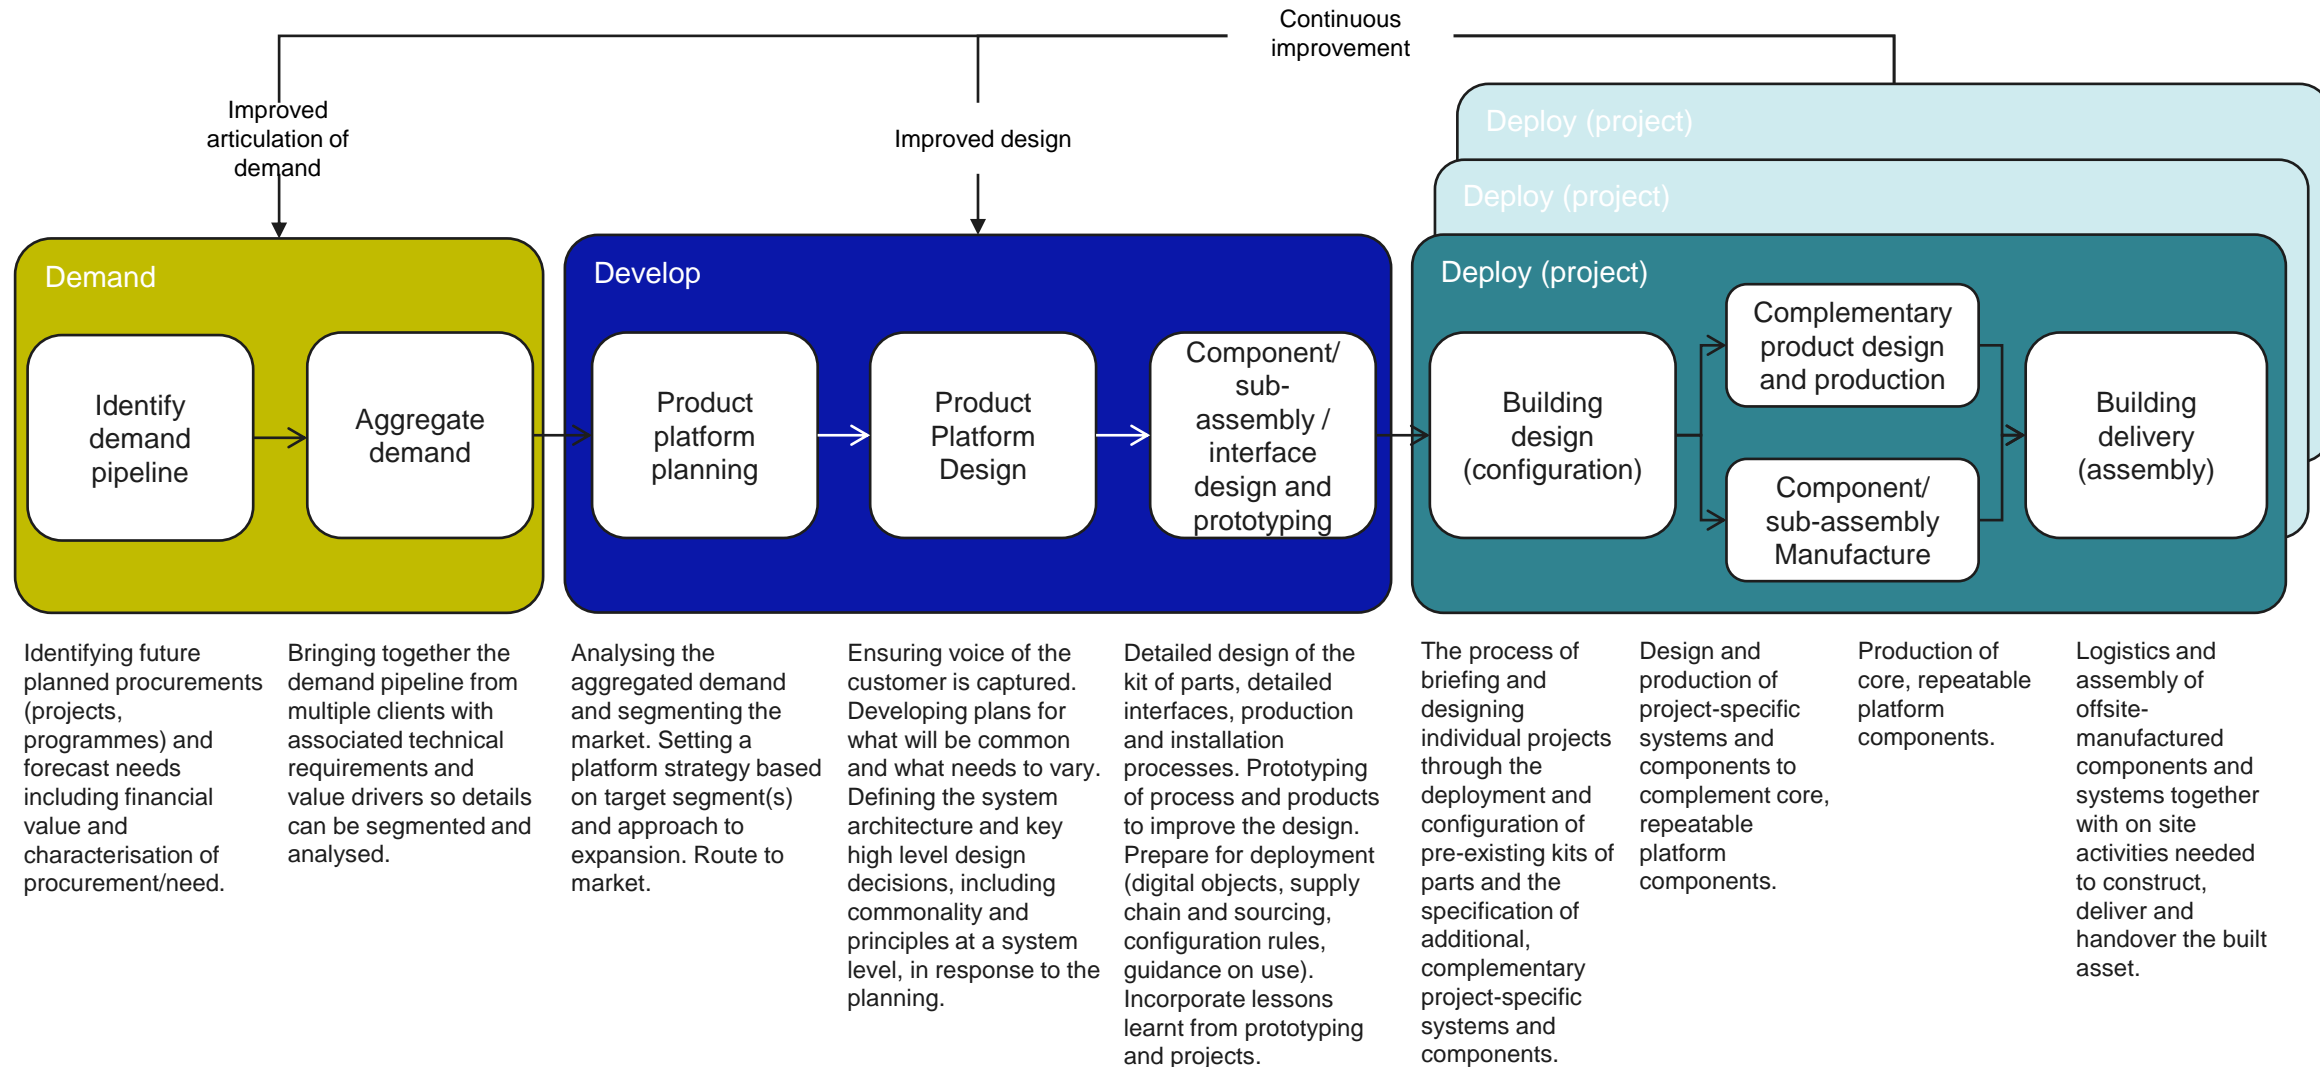 Continuous
improvement
Improved
articulation of
demand
Improved design
Deploy (project)
Deploy (project)
Demand
Develop
Deploy (project)
Identify
demand
pipeline
Aggregate
demand
Product
platform
planning
Product
Platform
Design
Component/
sub-
assembly /
interface
design and
prototyping
Building
design
(configuration)
Complementary
product design
and production
Component/
sub-assembly
Manufacture
Building
delivery
(assembly)
Identifying future
planned procurements
(projects,
programmes) and
forecast needs
including financial
value and
characterisation of
procurement/need.
Bringing together the
demand pipeline from
multiple clients with
associated technical
requirements and
value drivers so details
can be segmented and
analysed.
Analysing the
aggregated demand
and segmenting the
market. Setting a
platform strategy based
on target segment(s)
and approach to
expansion. Route to
market.
Ensuring voice of the
customer is captured.
Developing plans for
what will be common
and what needs to vary.
Defining the system
architecture and key
high level design
decisions, including
commonality and
principles at a system
level, in response to the
planning.
Detailed design of the
kit of parts, detailed
interfaces, production
and installation
processes. Prototyping
of process and products
to improve the design.
Prepare for deployment
(digital objects, supply
chain and sourcing,
configuration rules,
guidance on use).
Incorporate lessons
learnt from prototyping
and projects.
The process of
briefing and
designing
individual projects
through the
deployment and
configuration of
pre-existing kits of
parts and the
specification of
additional,
complementary
project-specific
systems and
components.
Design and
production of
project-specific
systems and
components to
complement core,
repeatable
platform
components.
Production of
core, repeatable
platform
components.
Logistics and
assembly of
offsite-
manufactured
components and
systems together
with on site
activities needed
to construct,
deliver and
handover the built
asset.